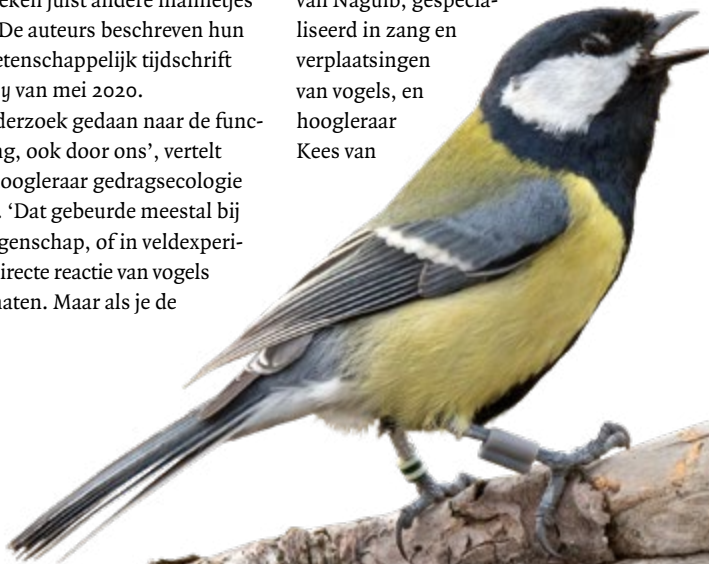 eken juist andere mannetjes
De auteurs beschreven hun
etenschappelijk tijdschrift
y van mei 2020.
derzoek gedaan naar de func-
ng, ook door ons’, vertelt
oogleraar gedragsecologie
. ‘Dat gebeurde meestal bij
genschap, of in veldexperi-
irecte reactie van vogels
naten. Maar als je de
van Naguib, gespecia-
liseerd in zang en
verplaatsingen
van vogels, en
hoogleraar
Kees van